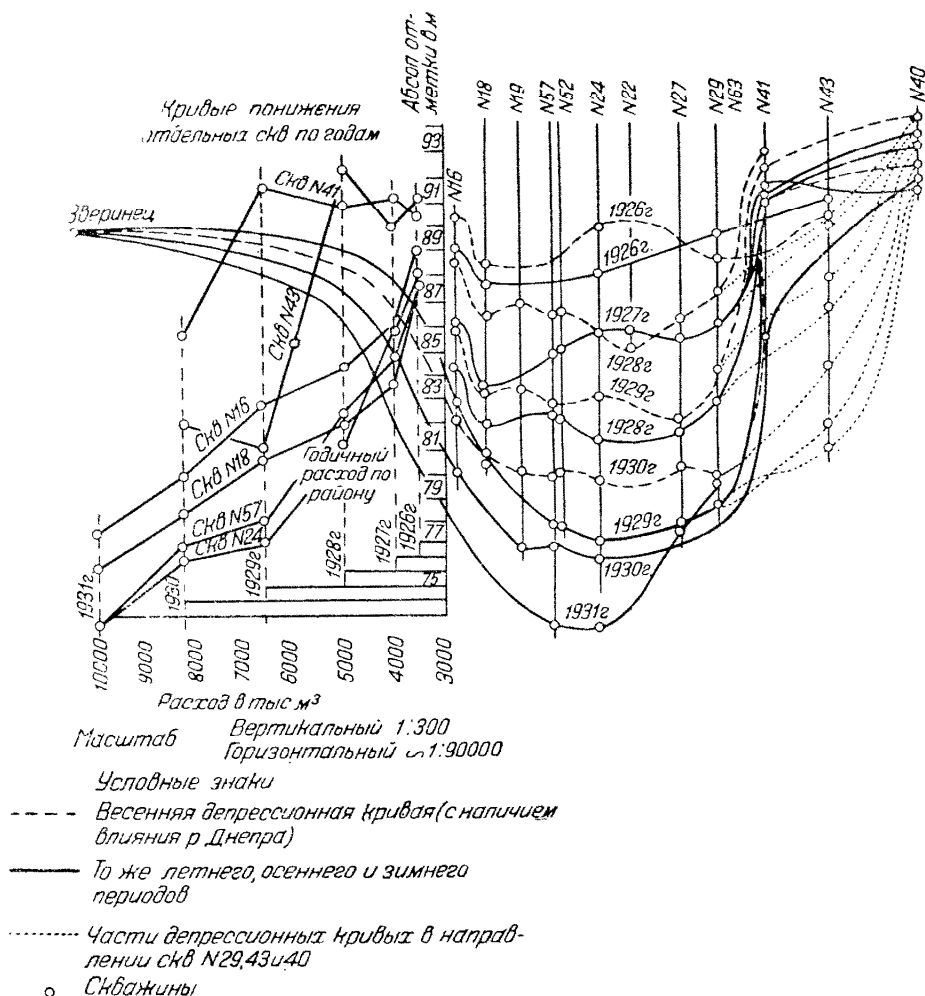 Кривые понижения
отдельных скв по годам
Абсол от-
метки в м
N16
N18
N19
N57
N52
N24
N22
N27
N29
N63
N41
N43
N40
Зверинец
93
91
89
87
85
83
81
79
77
75
Скв N41
Скв N43
Скв N16
Скв N18
Скв N57
Скв N24
Годичный
расход по
району
1931г
1930
1929г
1928г
1927г
1926г
1926г
1926г
1927г
1928г
1929г
1928г
1930г
1929г
1930г
1931г
10000
9000
8000
7000
6000
5000
4000
3000
Расход в тыс м³
Масштаб
Вертикальный 1:300
Горизонтальный ∽1:90000
Условные знаки
Весенняя депрессионная кривая (с наличием
влияния р Днепра)
То же летнего, осеннего и зимнего
периодов
Части депрессионных кривых в направ-
лении скв N29,43 и 40
Скважины